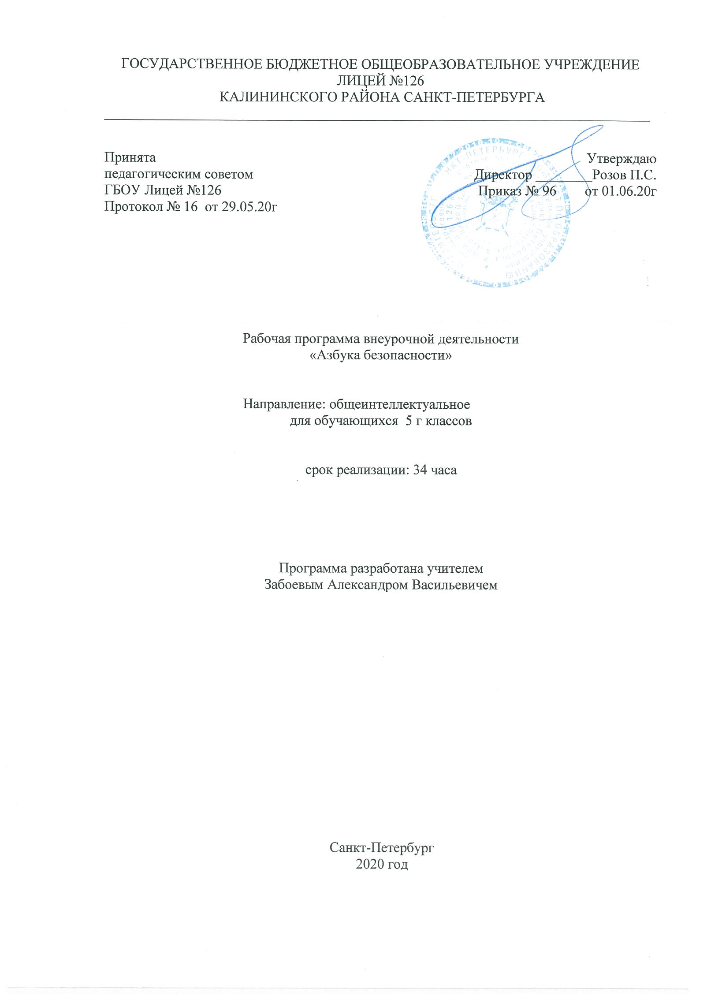 ГОСУДАРСТВЕННОЕ БЮДЖЕТНОЕ ОБЩЕОБРАЗОВАТЕЛЬНОЕ УЧРЕЖДЕНИЕ
ЛИЦЕЙ №126
КАЛИНИНСКОГО РАЙОНА САНКТ-ПЕТЕРБУРГА
Принята
педагогическим советом
ГБОУ Лицей №126
Протокол № 16 от 29.05.20г
Утверждаю
Директор _________Розов П.С.
Приказ № 96 от 01.06.20г
Рабочая программа внеурочной деятельности
«Азбука безопасности»
Направление: общеинтеллектуальное
для обучающихся 5 г классов
срок реализации: 34 часа
Программа разработана учителем
Забоевым Александром Васильевичем
Санкт-Петербург
2020 год